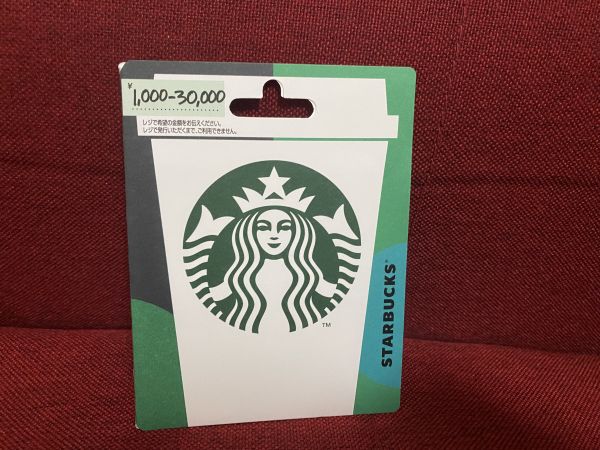 ¥1,000-30,000
レジで希望の金額をお伝えください。
レジで発行いただくまで、ご利用できません。
TM
STARBUCKS®